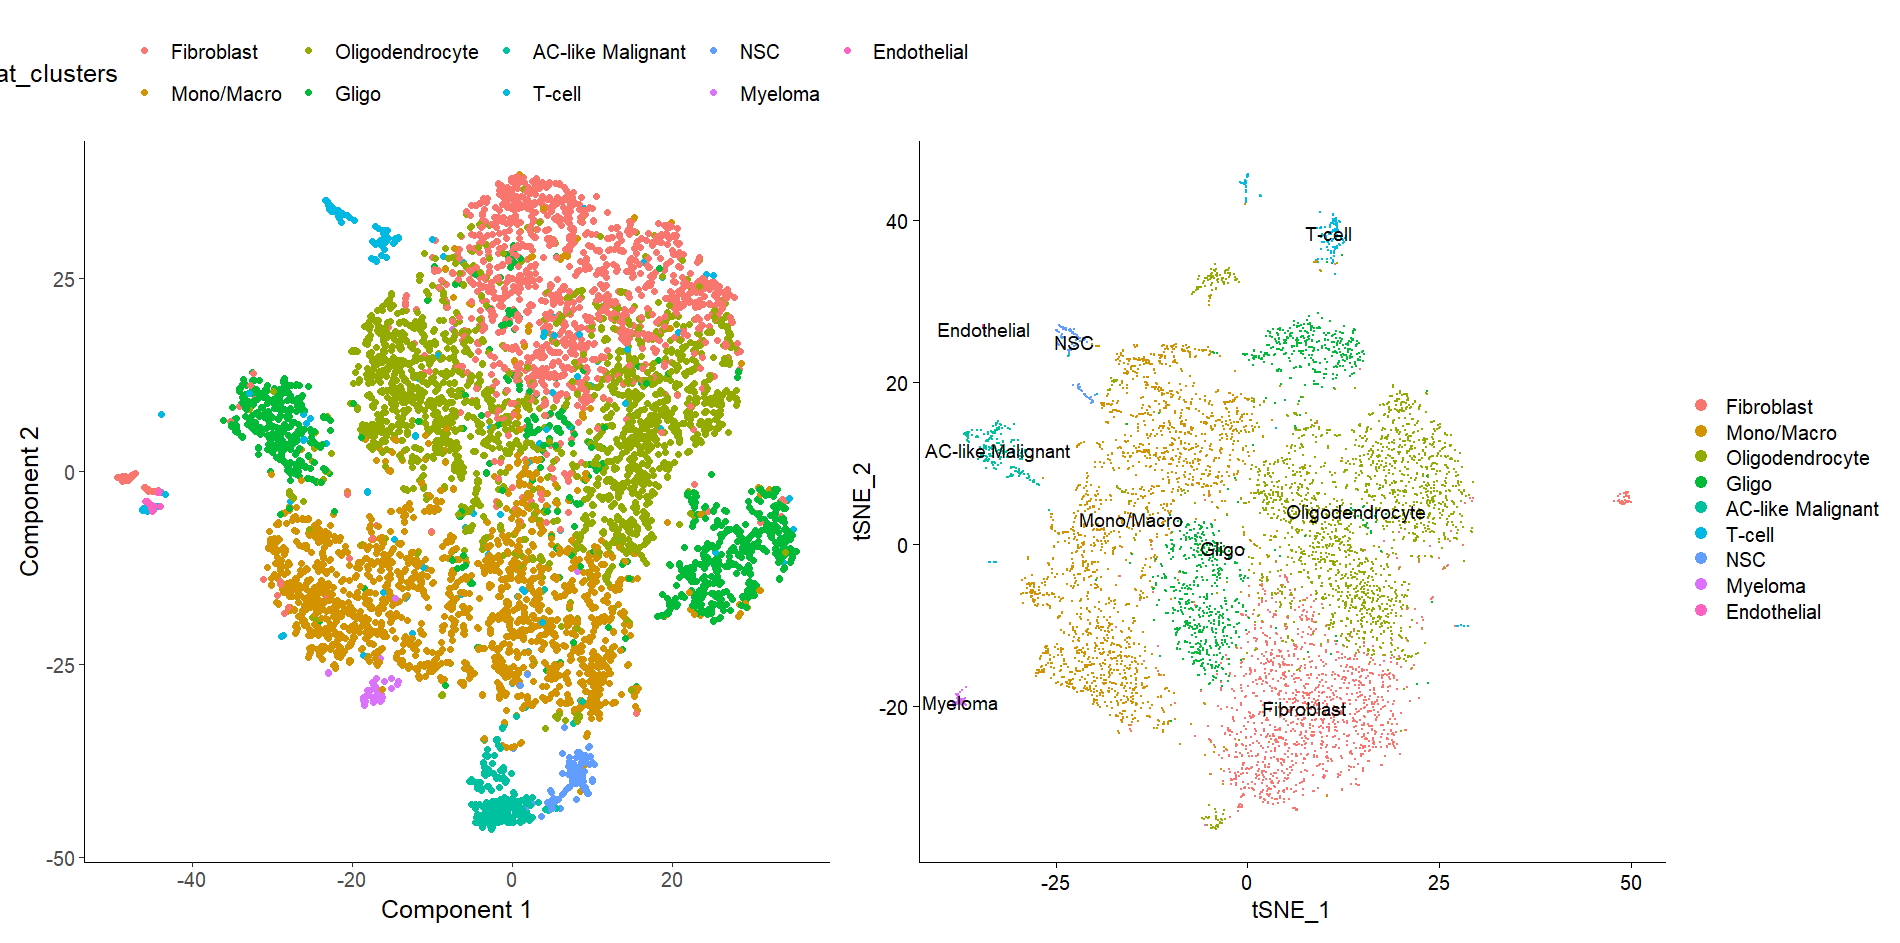 at_clusters
Fibroblast Oligodendrocyte AC-like Malignant NSC Endothelial
Mono/Macro Gligo T-cell Myeloma
25
0
-25
-50
-40 -20 0 20
Component 1
Component 2
40
20
0
-20
-25 0 25 50
tSNE_1
tSNE_2
T-cell
Endothelial
NSC
AC-like Malignant
Mono/Macro
Oligodendrocyte
Gligo
Myeloma
Fibroblast
Fibroblast
Mono/Macro
Oligodendrocyte
Gligo
AC-like Malignant
T-cell
NSC
Myeloma
Endothelial